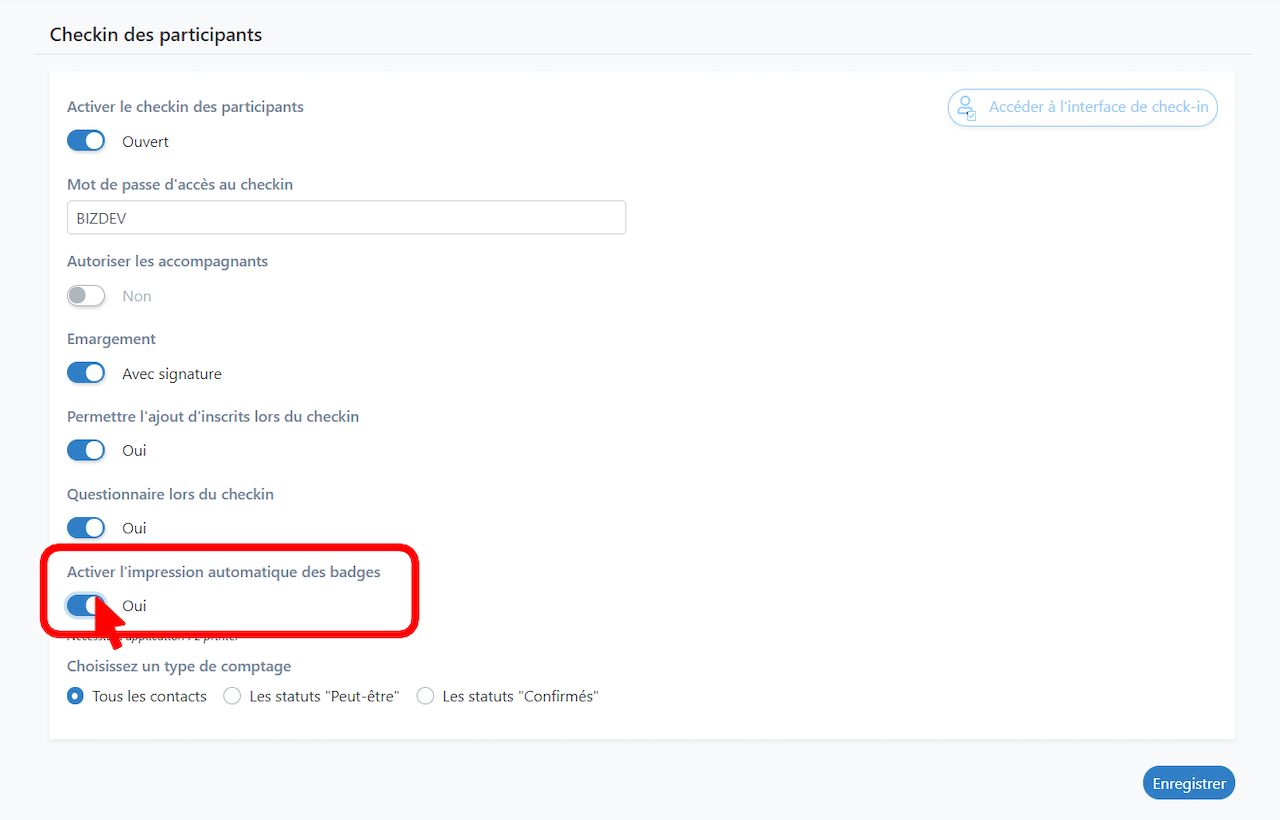 Checkin des participants
Activer le checkin des participants
Accéder à l'interface de check-in
Ouvert
Mot de passe d'accès au checkin
BIZDEV
Autoriser les accompagnants
Non
Emargement
Avec signature
Permettre l'ajout d'inscrits lors du checkin
Oui
Questionnaire lors du checkin
Oui
Activer l'impression automatique des badges
Oui
application
Choisissez un type de comptage
Tous les contacts Les statuts "Peut-être" Les statuts "Confirmés"
Enregistrer